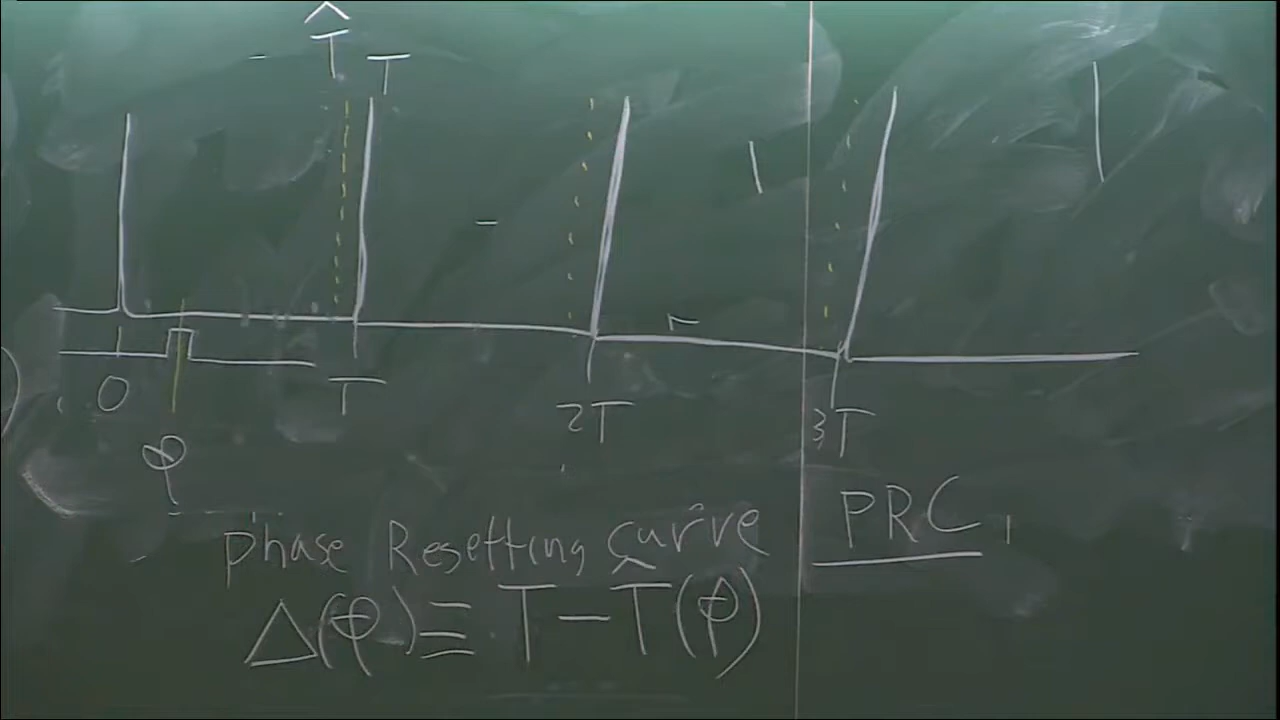 T̂ T
0 T 2T 3T
φ
Phase Resetting Curve PRC
Δ(φ) ≡ T − T̂(φ)